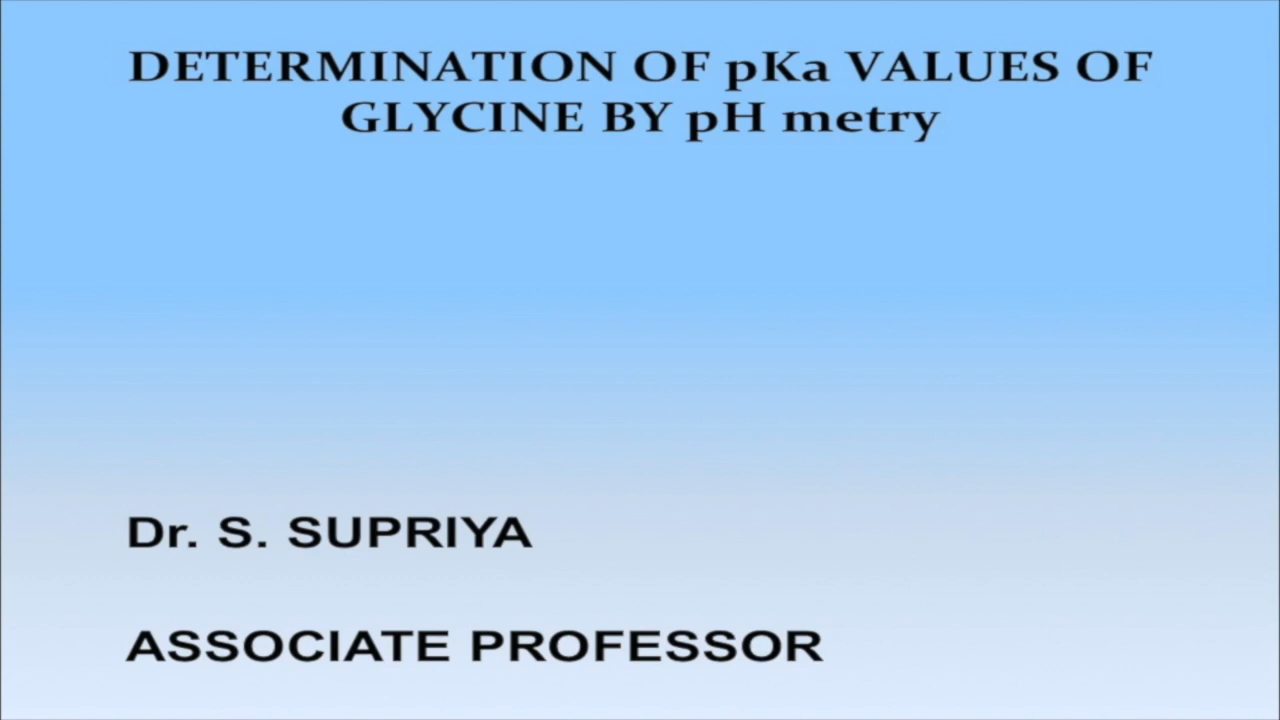 DETERMINATION OF pKa VALUES OF
GLYCINE BY pH metry
Dr. S. SUPRIYA
ASSOCIATE PROFESSOR